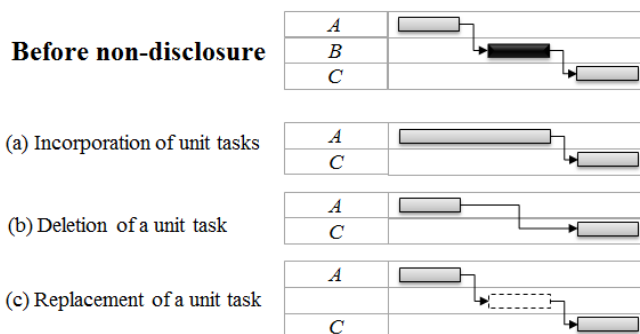 A
Before non-disclosure B
C
(a) Incorporation of unit tasks A
C
A
(b) Deletion of a unit task C
A
(c) Replacement of a unit task
C